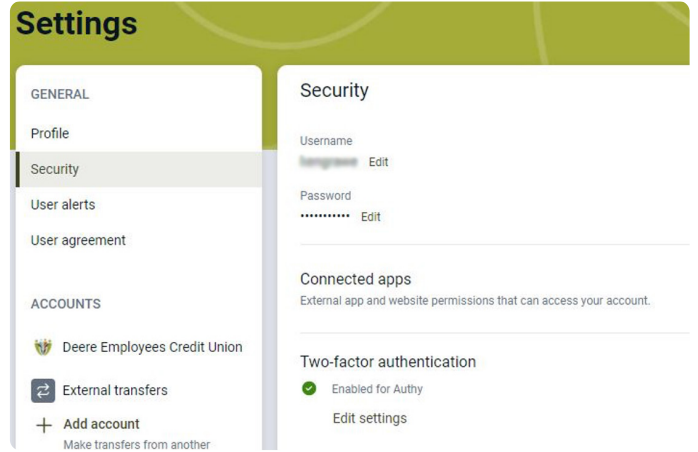 Settings
GENERAL
Profile
Security
User alerts
User agreement
ACCOUNTS
Deere Employees Credit Union
External transfers
Add account
Make transfers from another
Security
Username
Edit
Password
••••••••••• Edit
Connected apps
External app and website permissions that can access your account.
Two-factor authentication
Enabled for Authy
Edit settings